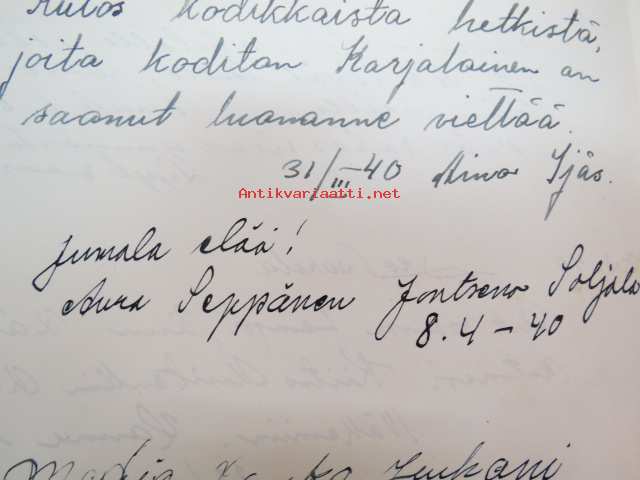 Kiitos kodikkaista hetkistä,
joita koditon Karjalainen on
saanut luonanne viettää.
31/III-40 Aino Ijäs.
Antikvariaatti.net
Jumala elää!
Aura Seppänen Joutseno Soljala
8.4-40